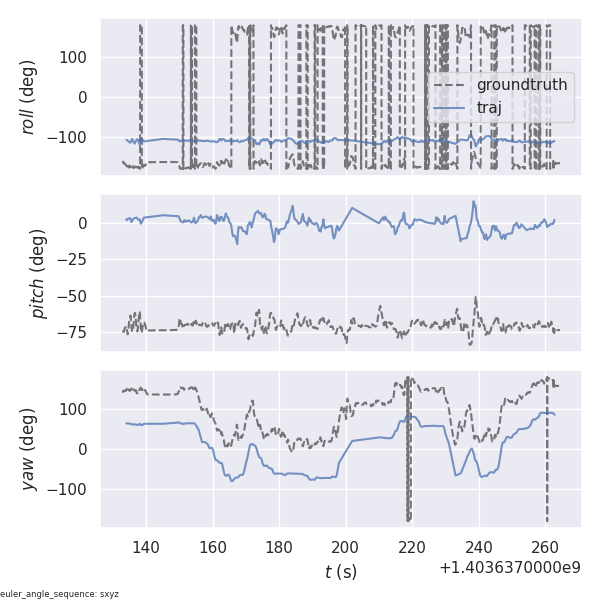 100
0
−100
roll (deg)
groundtruth
traj
0
−25
−50
−75
pitch (deg)
100
0
−100
yaw (deg)
140 160 180 200 220 240 260
t (s)
+1.4036370000e9
euler_angle_sequence: sxyz